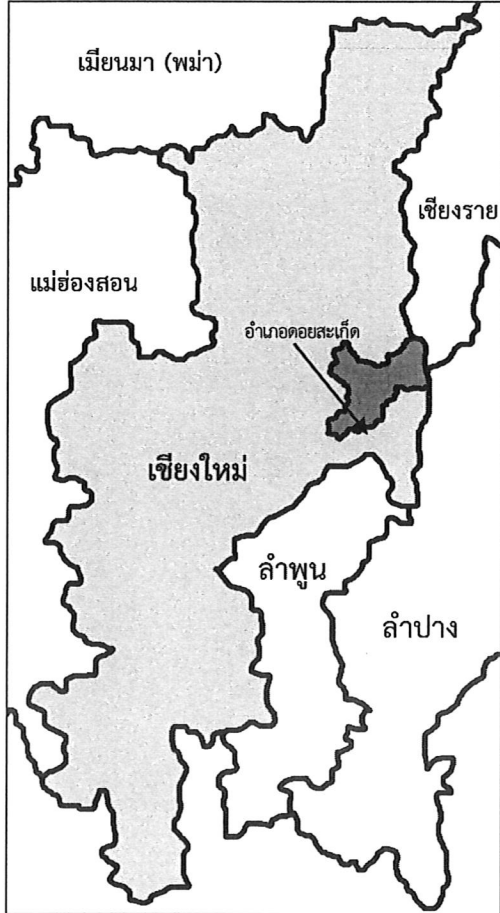 เมียนมา (พม่า)
เชียงราย
แม่ฮ่องสอน
อำเภอดอยสะเก็ด
เชียงใหม่
ลำพูน
ลำปาง